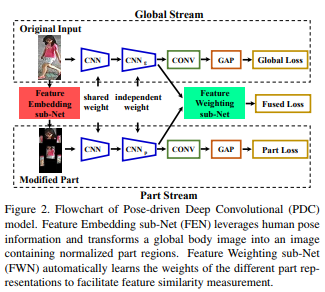 Global Stream
Original Input
CNN
CNN g
CONV
GAP
Global Loss
Feature
Embedding
sub-Net
shared
weight
independent
weight
Feature
Weighting
sub-Net
Fused Loss
CNN
CNN p
CONV
GAP
Part Loss
Modified Part
Part Stream
Figure 2. Flowchart of Pose-driven Deep Convolutional (PDC)
model. Feature Embedding sub-Net (FEN) leverages human pose
information and transforms a global body image into an image
containing normalized part regions. Feature Weighting sub-Net
(FWN) automatically learns the weights of the different part rep-
resentations to facilitate feature similarity measurement.